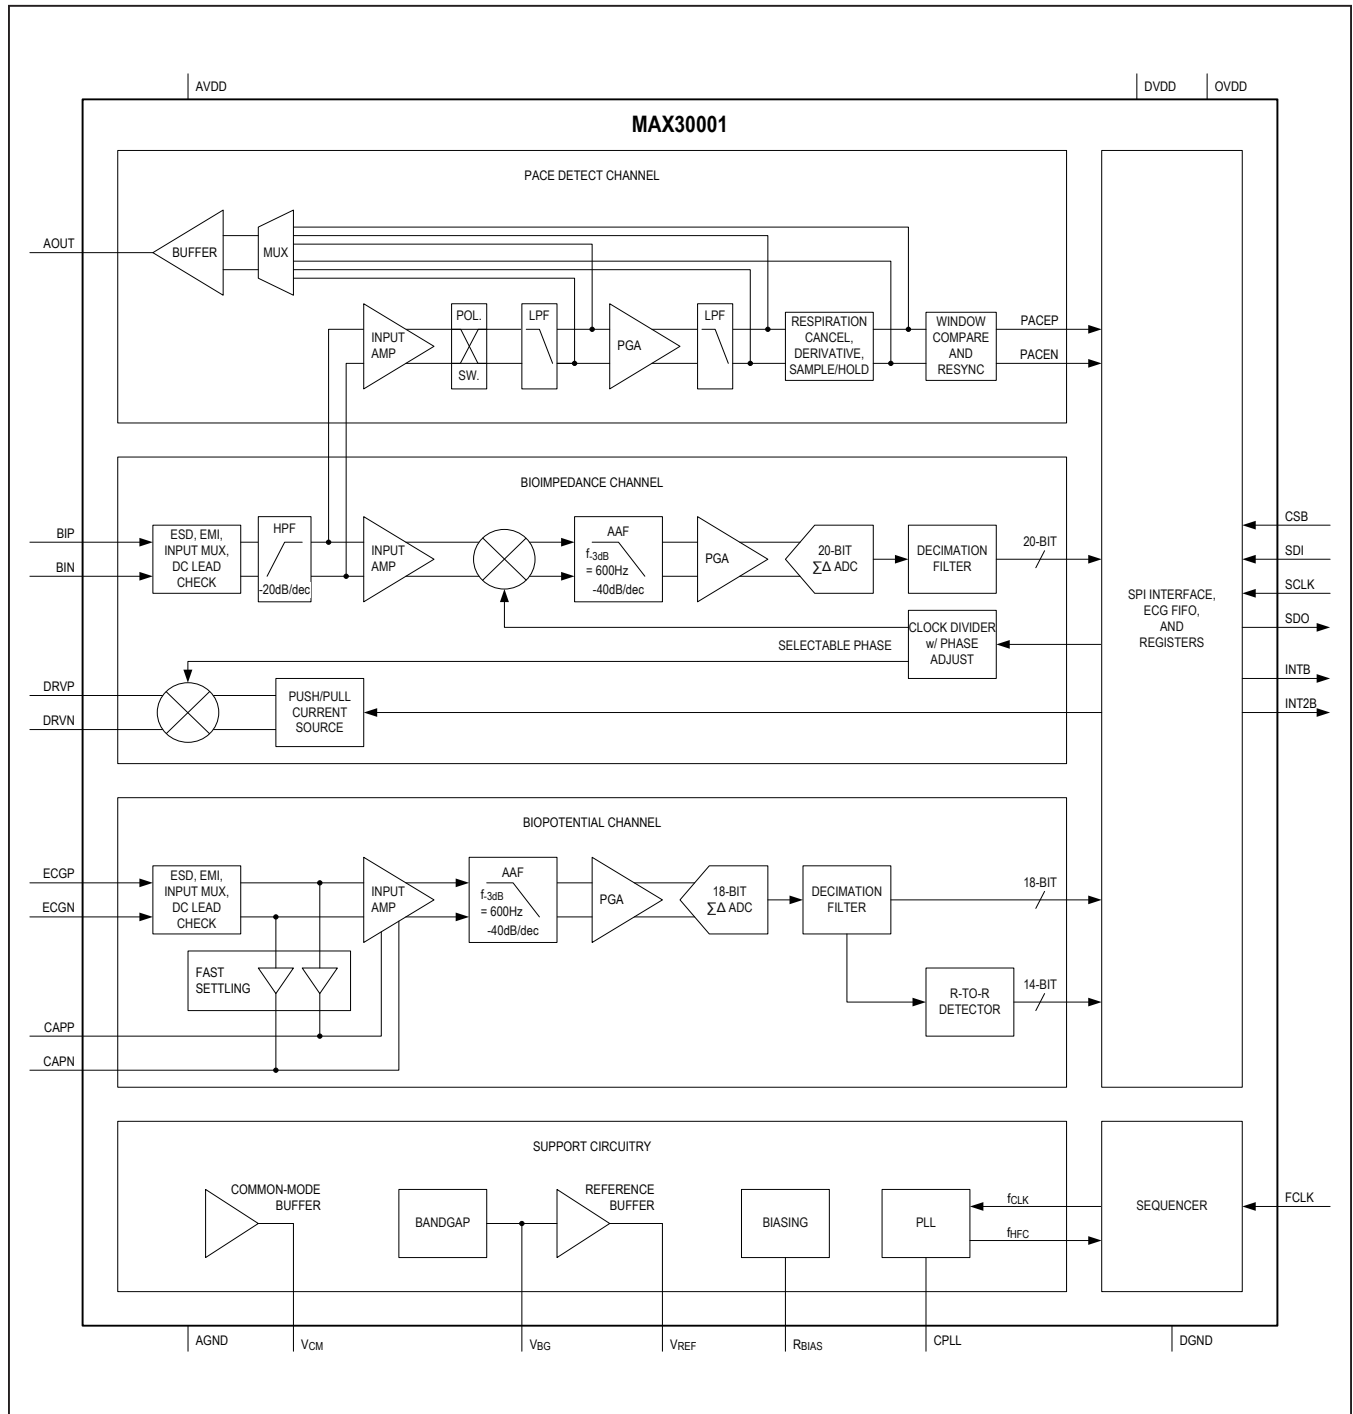 AVDD
DVDD
OVDD
MAX30001
PACE DETECT CHANNEL
AOUT
BUFFER
MUX
INPUT
AMP
POL.
SW.
LPF
PGA
LPF
RESPIRATION
CANCEL,
DERIVATIVE,
SAMPLE/HOLD
WINDOW
COMPARE
AND
RESYNC
PACEP
PACEN
BIOIMPEDANCE CHANNEL
BIP
BIN
ESD, EMI,
INPUT MUX,
DC LEAD
CHECK
HPF
-20dB/dec
INPUT
AMP
AAF
f-3dB
= 600Hz
-40dB/dec
PGA
20-BIT
∑Δ ADC
DECIMATION
FILTER
20-BIT
SELECTABLE PHASE
CLOCK DIVIDER
w/ PHASE
ADJUST
DRVP
DRVN
PUSH/PULL
CURRENT
SOURCE
SPI INTERFACE,
ECG FIFO,
AND
REGISTERS
CSB
SDI
SCLK
SDO
INTB
INT2B
BIOPOTENTIAL CHANNEL
ECGP
ECGN
ESD, EMI,
INPUT MUX,
DC LEAD
CHECK
INPUT
AMP
AAF
f-3dB
= 600Hz
-40dB/dec
PGA
18-BIT
∑Δ ADC
DECIMATION
FILTER
18-BIT
FAST
SETTLING
R-TO-R
DETECTOR
14-BIT
CAPP
CAPN
SUPPORT CIRCUITRY
COMMON-MODE
BUFFER
BANDGAP
REFERENCE
BUFFER
BIASING
PLL
fCLK
fHFC
SEQUENCER
FCLK
AGND
VCM
VBG
VREF
RBIAS
CPLL
DGND